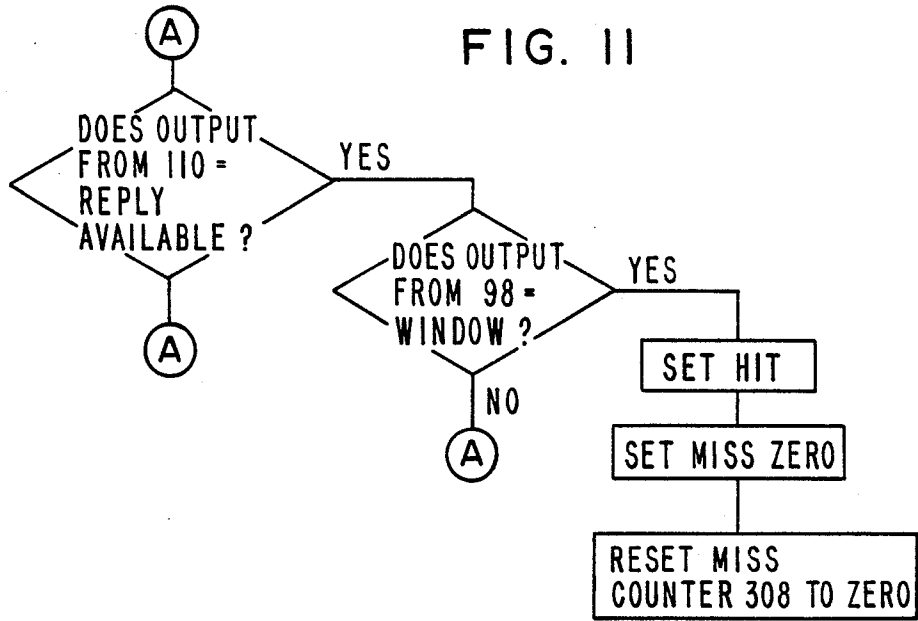 A
FIG. 11
DOES OUTPUT
FROM 110 =
REPLY
AVAILABLE ?
YES
A
DOES OUTPUT
FROM 98 =
WINDOW ?
YES
NO
A
SET HIT
SET MISS ZERO
RESET MISS
COUNTER 308 TO ZERO